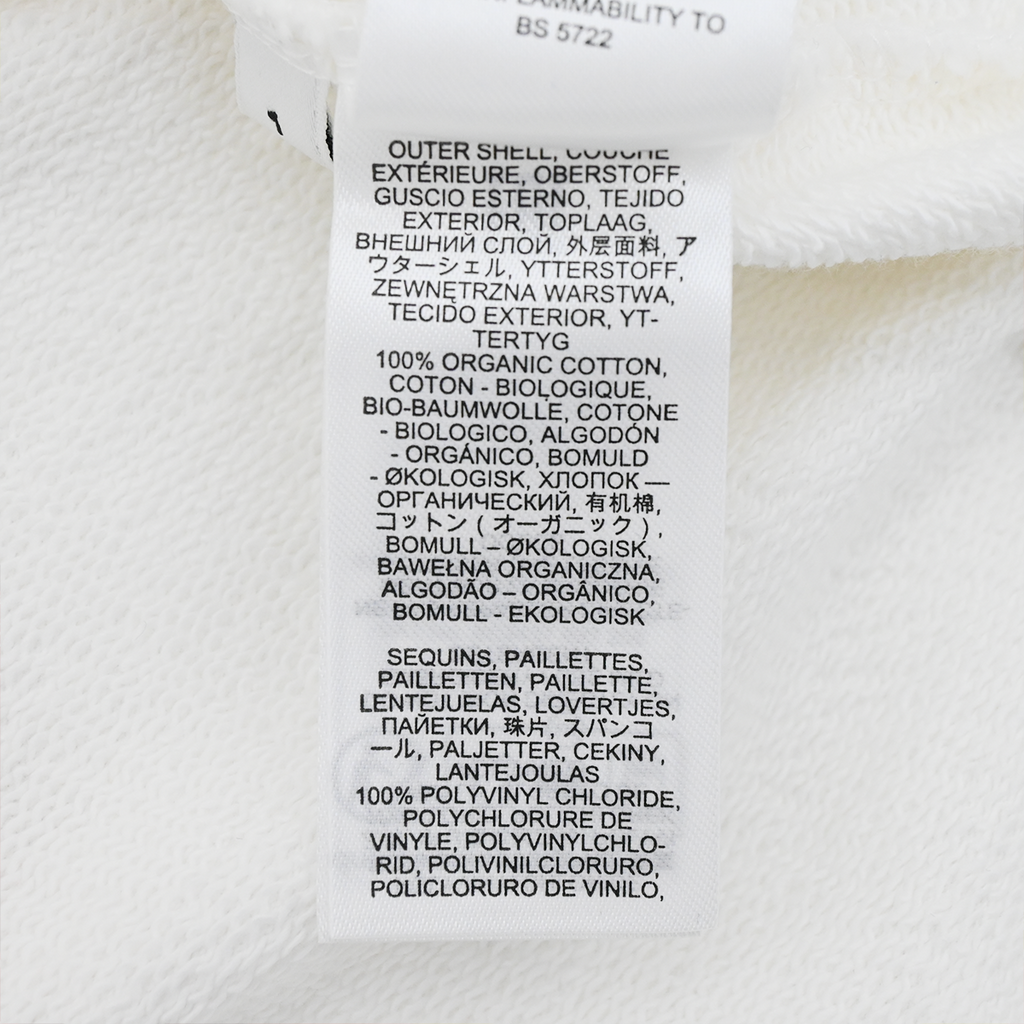 FLAMMABILITY TO
BS 5722
OUTER SHELL, COUCHE
EXTÉRIEURE, OBERSTOFF,
GUSCIO ESTERNO, TEJIDO
EXTERIOR, TOPLAAG,
ВНЕШНИЙ СЛОЙ, 外层面料, ア
ウターシェル, YTTERSTOFF,
ZEWNĘTRZNA WARSTWA,
TECIDO EXTERIOR, YT-
TERTYG
100% ORGANIC COTTON,
COTON - BIOLOGIQUE,
BIO-BAUMWOLLE, COTONE
- BIOLOGICO, ALGODÓN
- ORGÁNICO, BOMULD
- ØKOLOGISK, ХЛОПОК —
ОРГАНИЧЕСКИЙ, 有机棉,
コットン ( オーガニック ) ,
BOMULL – ØKOLOGISK,
BAWEŁNA ORGANICZNA,
ALGODÃO – ORGÂNICO,
BOMULL - EKOLOGISK
SEQUINS, PAILLETTES,
PAILLETTEN, PAILLETTE,
LENTEJUELAS, LOVERTJES,
ПАЙЕТКИ, 珠片, スパンコ
ール, PALJETTER, CEKINY,
LANTEJOULAS
100% POLYVINYL CHLORIDE,
POLYCHLORURE DE
VINYLE, POLYVINYLCHLO-
RID, POLIVINILCLORURO,
POLICLORURO DE VINILO,